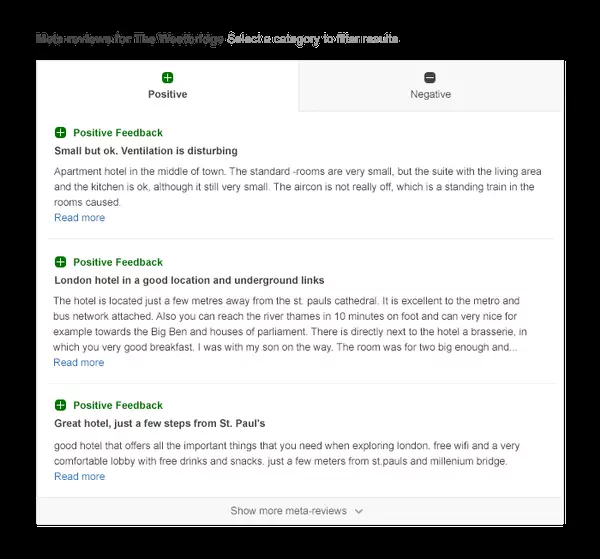 Meta-reviews for The Westbridge Select a category to filter results
Positive
Negative
Positive Feedback
Small but ok. Ventilation is disturbing
Apartment hotel in the middle of town. The standard -rooms are very small, but the suite with the living area
and the kitchen is ok, although it still very small. The aircon is not really off, which is a standing train in the
rooms caused.
Read more
Positive Feedback
London hotel in a good location and underground links
The hotel is located just a few metres away from the st. pauls cathedral. It is excellent to the metro and
bus network attached. Also you can reach the river thames in 10 minutes on foot and can very nice for
example towards the Big Ben and houses of parliament. There is directly next to the hotel a brasserie, in
which you very good breakfast. I was with my son on the way. The room was for two big enough and...
Read more
Positive Feedback
Great hotel, just a few steps from St. Paul's
good hotel that offers all the important things that you need when exploring london. free wifi and a very
comfortable lobby with free drinks and snacks. just a few meters from st.pauls and millenium bridge.
Read more
Show more meta-reviews